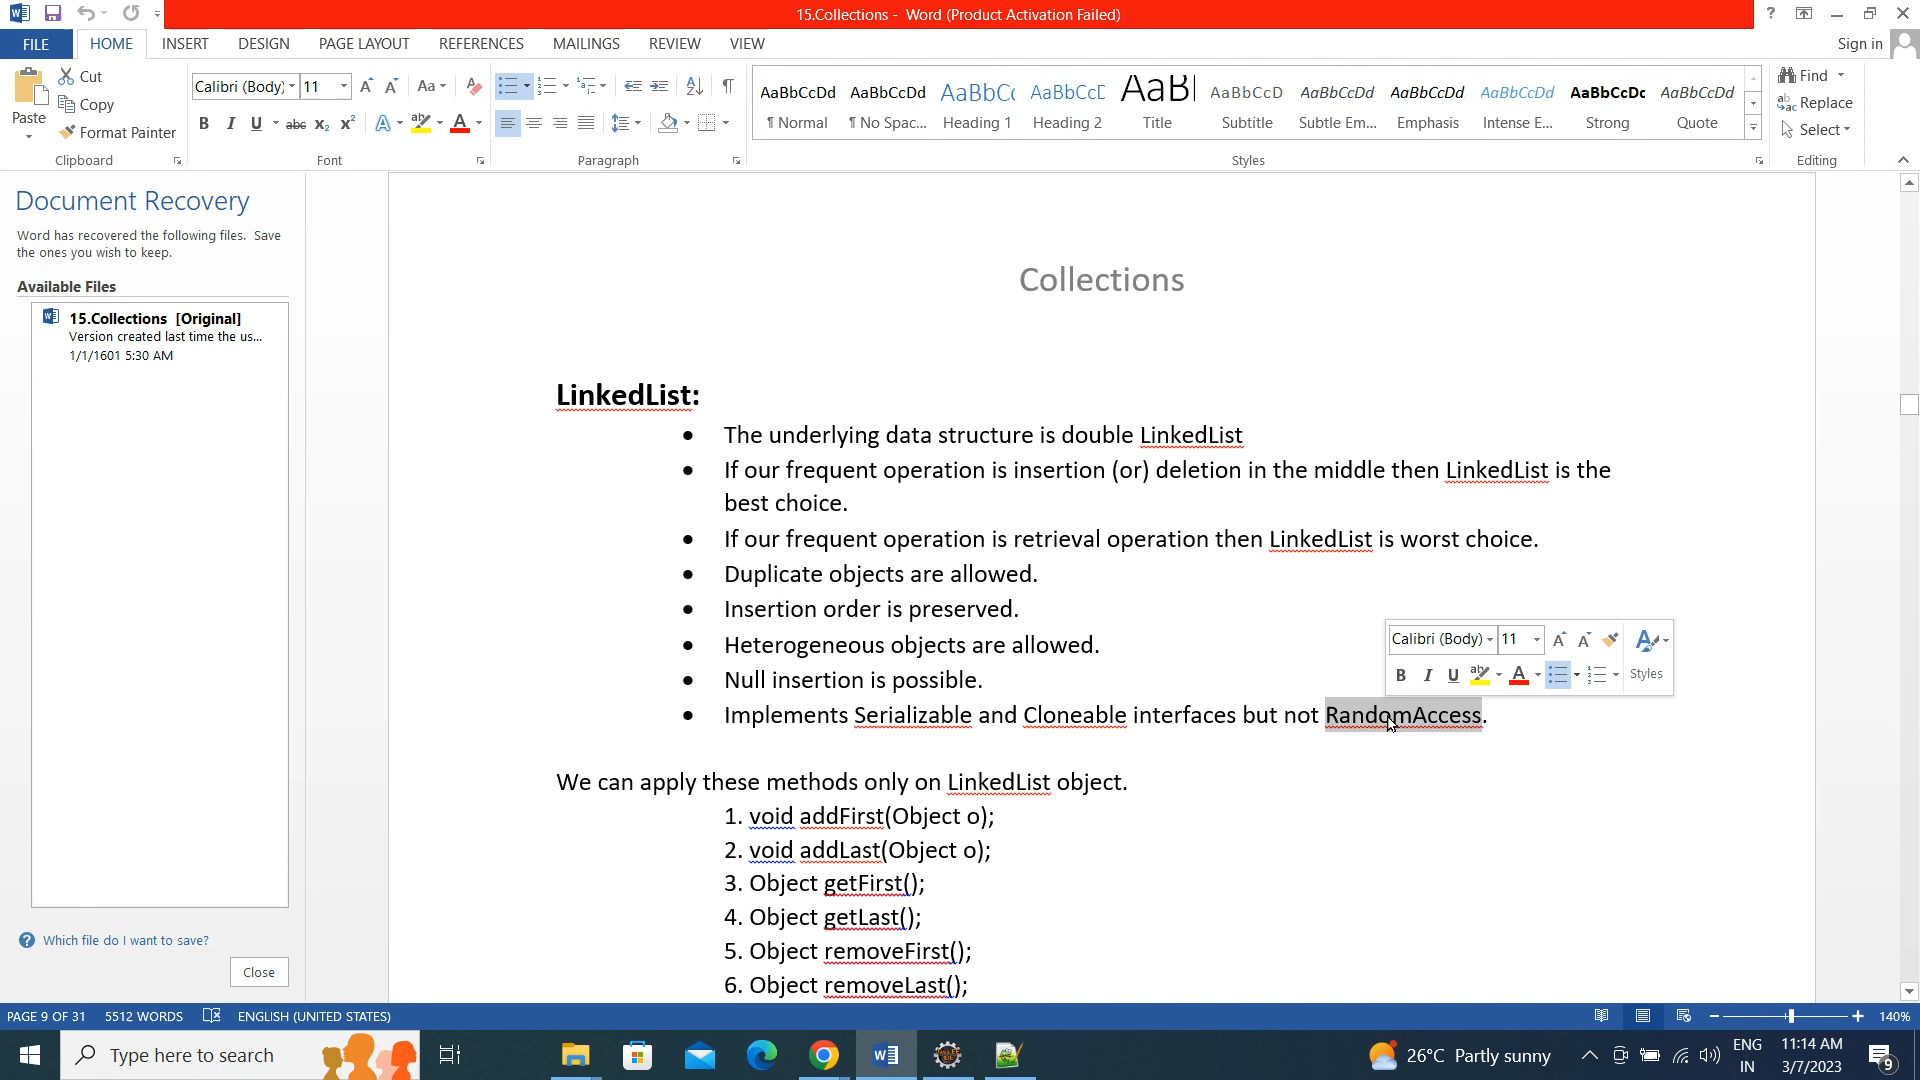 15.Collections - Word (Product Activation Failed)
FILE HOME INSERT DESIGN PAGE LAYOUT REFERENCES MAILINGS REVIEW VIEW Sign in
Paste Cut Copy Format Painter Clipboard
Calibri (Body) 11 Aa
B I U abc X2 X2 A ab A
Font
Paragraph
AaBbCcDd AaBbCcDd AaBbCc AaBbCcE AaBl AaBbCcD AaBbCcDd AaBbCcDd AaBbCcDd AaBbCcDc AaBbCcDd
¶ Normal ¶ No Spac... Heading 1 Heading 2 Title Subtitle Subtle Em... Emphasis Intense E... Strong Quote
Styles
Find
Replace
Select
Editing
Document Recovery
Word has recovered the following files. Save
the ones you wish to keep.
Available Files
15.Collections [Original]
Version created last time the us...
1/1/1601 5:30 AM
Which file do I want to save?
Close
Collections
LinkedList:
• The underlying data structure is double LinkedList
• If our frequent operation is insertion (or) deletion in the middle then LinkedList is the
best choice.
• If our frequent operation is retrieval operation then LinkedList is worst choice.
• Duplicate objects are allowed.
• Insertion order is preserved.
• Heterogeneous objects are allowed.
• Null insertion is possible.
• Implements Serializable and Cloneable interfaces but not RandomAccess.
Calibri (Body) 11
B I U ab A Styles
We can apply these methods only on LinkedList object.
1. void addFirst(Object o);
2. void addLast(Object o);
3. Object getFirst();
4. Object getLast();
5. Object removeFirst();
6. Object removeLast();
PAGE 9 OF 31 5512 WORDS ENGLISH (UNITED STATES) 140%
Type here to search
26°C Partly sunny
ENG
IN
11:14 AM
3/7/2023
9